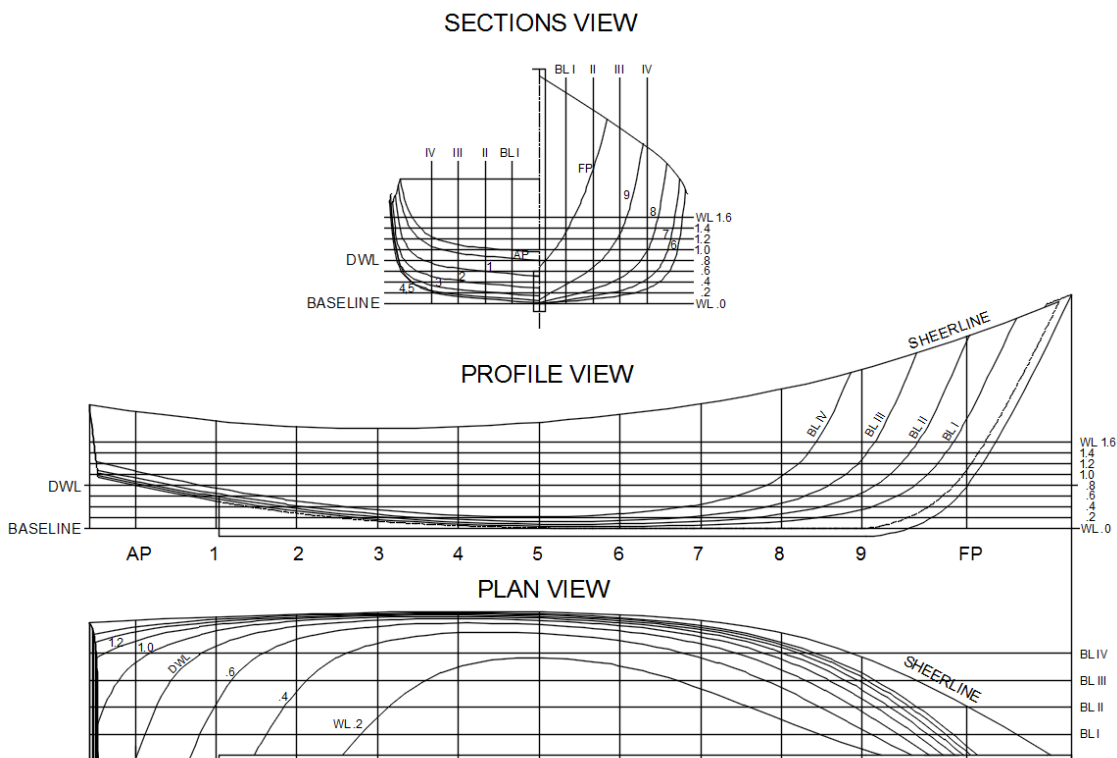 SECTIONS VIEW
BL I II III IV
IV III II BL I
FP
9
8
7
6
WL 1.6
1.4
1.2
1.0
.8
.6
.4
.2
WL .0
DWL
BASELINE
AP
1
2
3
4,5
PROFILE VIEW
SHEERLINE
BL IV
BL III
BL II
BL I
WL 1.6
1.4
1.2
1.0
.8
.6
.4
.2
WL .0
DWL
BASELINE
AP 1 2 3 4 5 6 7 8 9 FP
PLAN VIEW
1.2
1.0
DWL
.6
.4
WL .2
SHEERLINE
BL IV
BL III
BL II
BL I